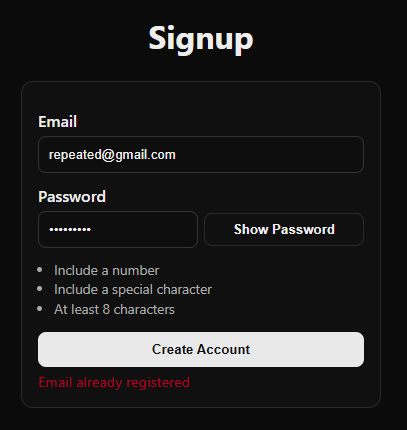 Signup
Email
repeated@gmail.com
Password
•••••••••
Show Password
Include a number
Include a special character
At least 8 characters
Create Account
Email already registered